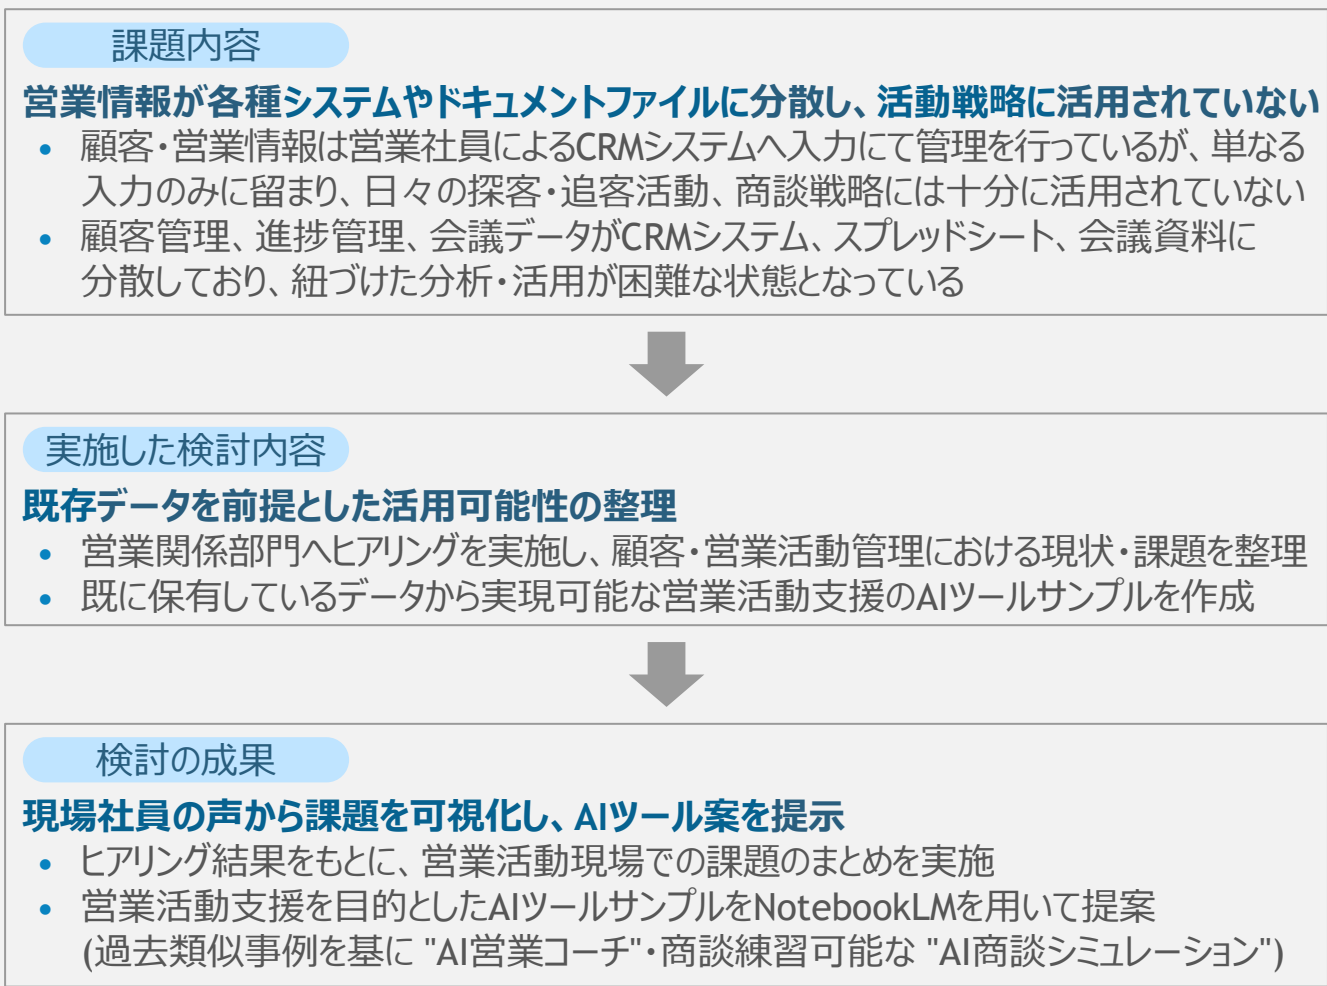 課題内容
営業情報が各種システムやドキュメントファイルに分散し、活動戦略に活用されていない
• 顧客・営業情報は営業社員によるCRMシステムへ入力にて管理を行っているが、単なる
入力のみに留まり、日々の探客・追客活動、商談戦略には十分に活用されていない
• 顧客管理、進捗管理、会議データがCRMシステム、スプレッドシート、会議資料に
分散しており、紐づけた分析・活用が困難な状態となっている
実施した検討内容
既存データを前提とした活用可能性の整理
• 営業関係部門へヒアリングを実施し、顧客・営業活動管理における現状・課題を整理
• 既に保有しているデータから実現可能な営業活動支援のAIツールサンプルを作成
検討の成果
現場社員の声から課題を可視化し、AIツール案を提示
• ヒアリング結果をもとに、営業活動現場での課題のまとめを実施
• 営業活動支援を目的としたAIツールサンプルをNotebookLMを用いて提案
(過去類似事例を基に "AI営業コーチ"・商談練習可能な "AI商談シミュレーション")